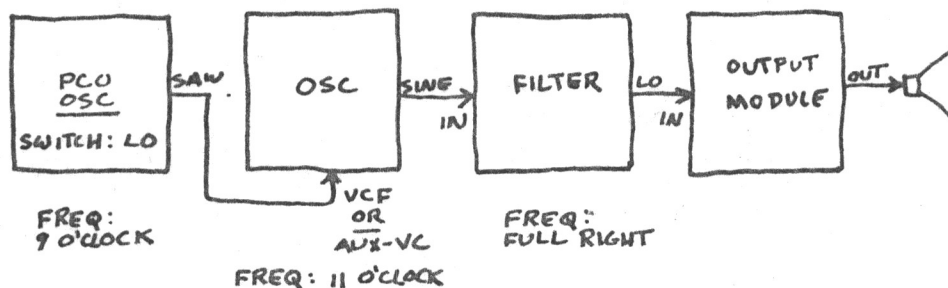 PCO
OSC
SWITCH: LO
FREQ:
9 O'CLOCK
SAW
OSC
VCF
OR
AUX-VC
FREQ: 11 O'CLOCK
SINE
IN
FILTER
FREQ:
FULL RIGHT
LO
IN
OUTPUT
MODULE
OUT